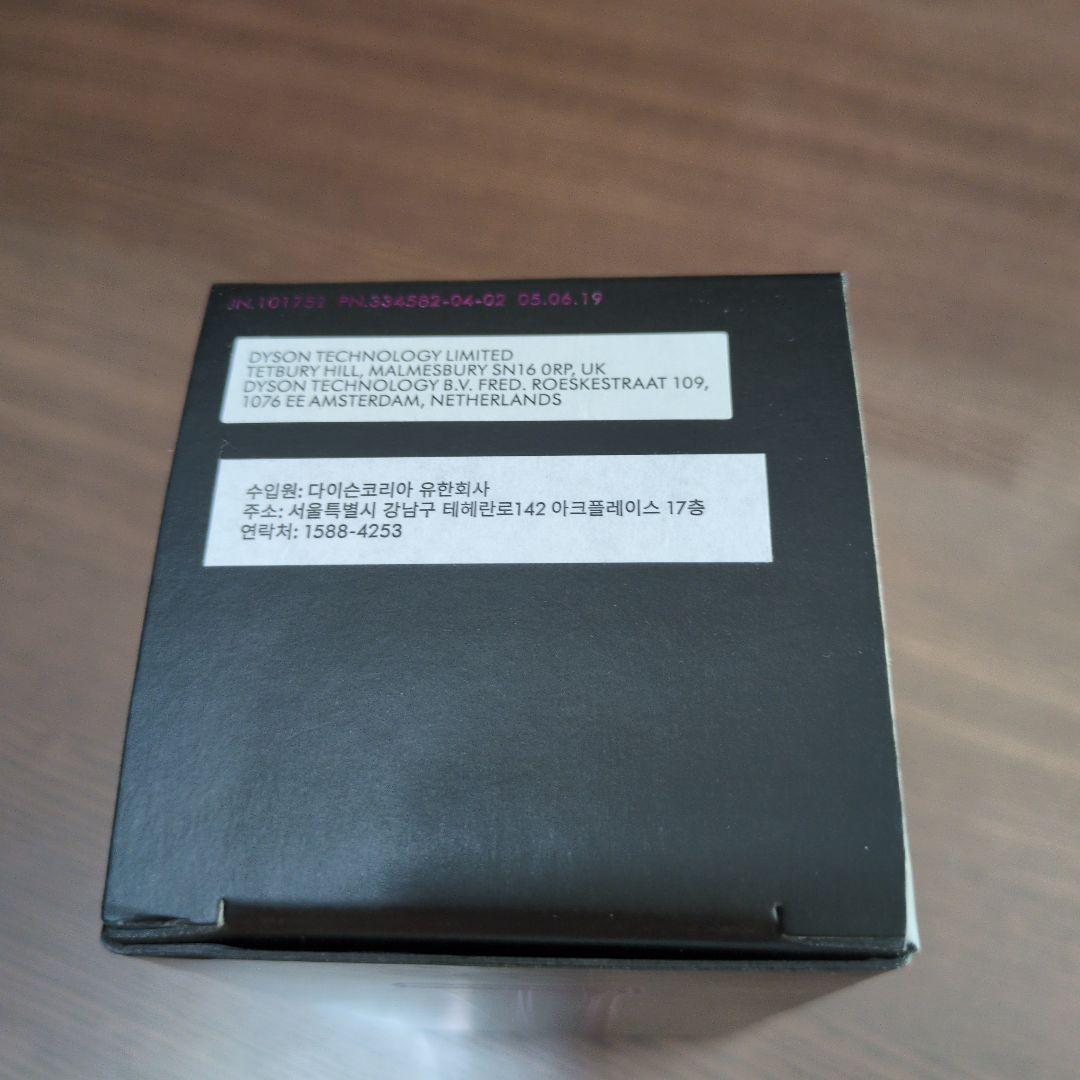 JN.101752 PN.334582-04-02 05.06.19
DYSON TECHNOLOGY LIMITED
TETBURY HILL, MALMESBURY SN16 0RP, UK
DYSON TECHNOLOGY B.V. FRED. ROESKESTRAAT 109,
1076 EE AMSTERDAM, NETHERLANDS
수입원: 다이슨코리아 유한회사
주소: 서울특별시 강남구 테헤란로142 아크플레이스 17층
연락처: 1588-4253